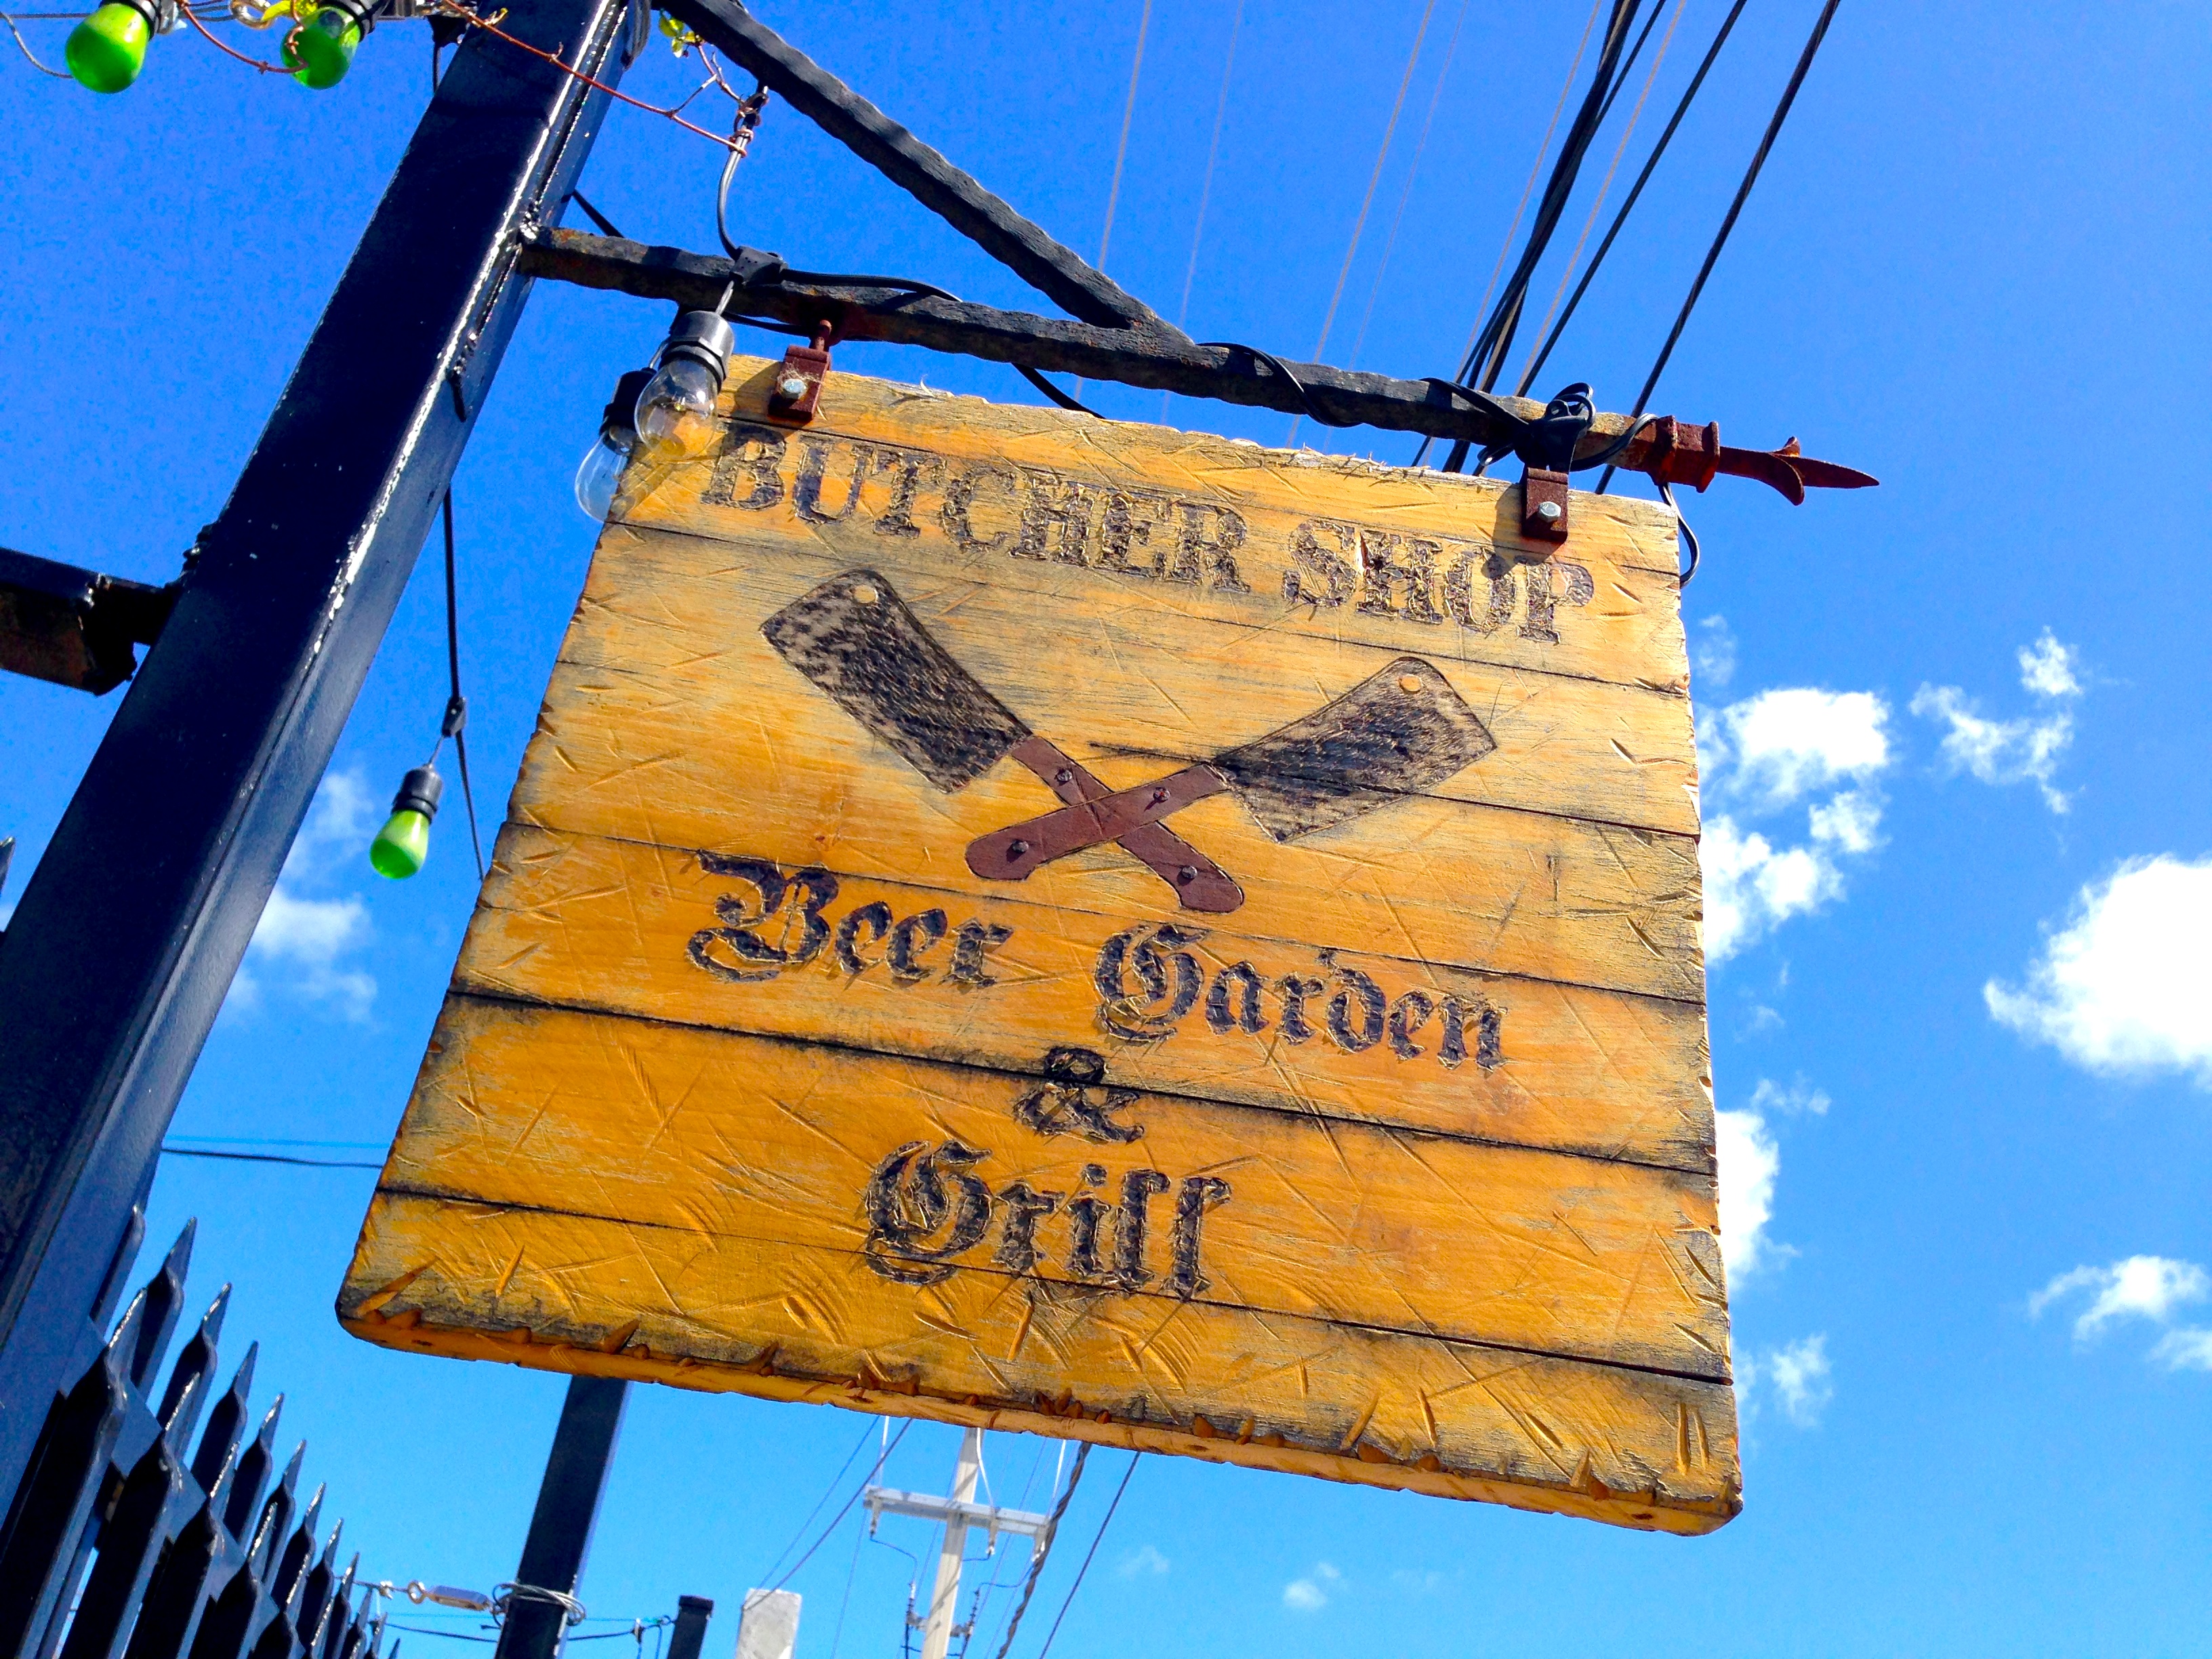 BUTCHER SHOP
Beer Garden
&
Grill